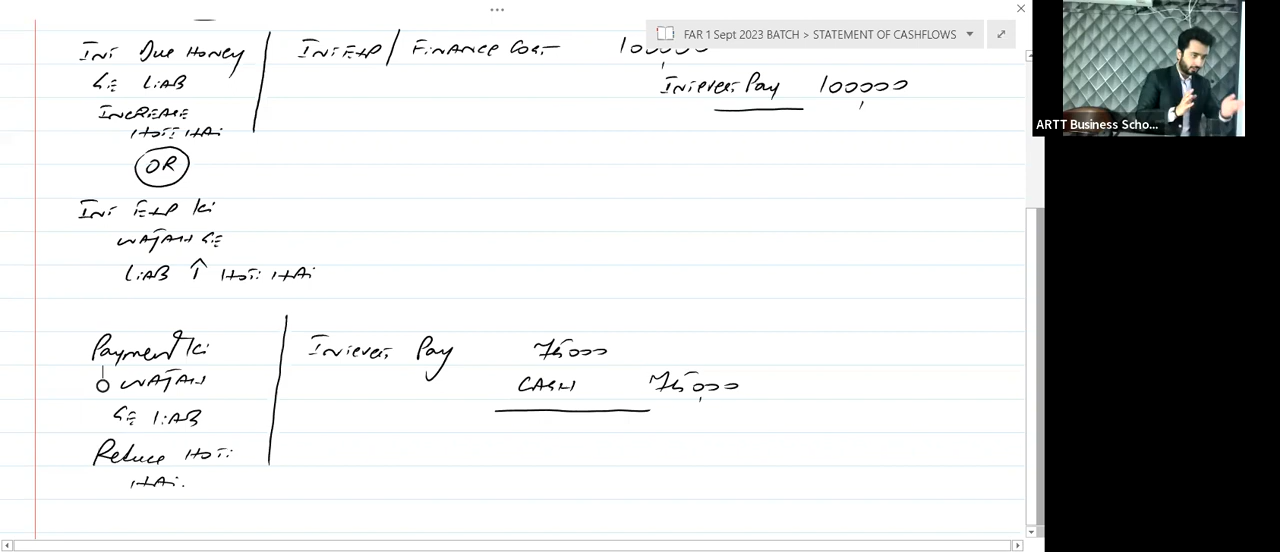 FAR 1 Sept 2023 BATCH > STATEMENT OF CASHFLOWS
INT DUE HONEY
SE LIAB
INCREASE
HOTI HAI
INT EXP / FINANCE COST 100000
INTEREST PAY 100000
OR
INT EXP KI
WAJAH SE
LIAB ↑ HOTI HAI
Payment KI
WAJAH
SE LIAB
Reduce HOTI
HAI.
INTEREST PAY 75000
CASH 75000
ARTT Business Scho...